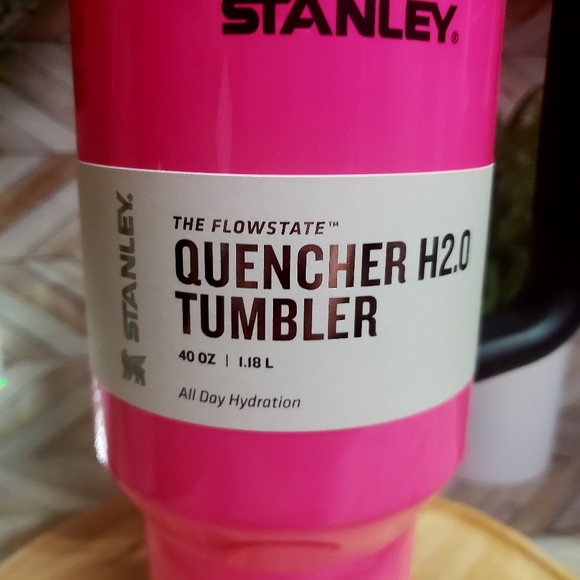 STANLEY®
STANLEY.
THE FLOWSTATE™
QUENCHER H2.0
TUMBLER
40 OZ | 1.18 L
All Day Hydration